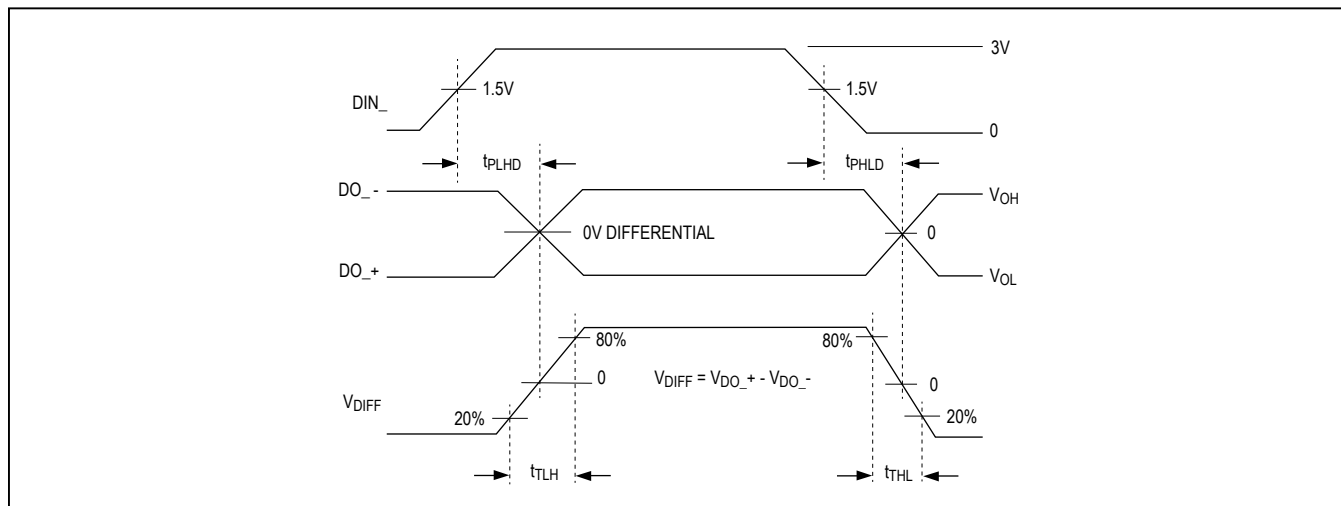 3V
1.5V 1.5V
DIN_
0
tPLHD tPHLD
DO_- VOH
0V DIFFERENTIAL 0
DO_+ VOL
80% 80%
0 VDIFF = VDO_+ - VDO_- 0
VDIFF
20% 20%
tTLH tTHL